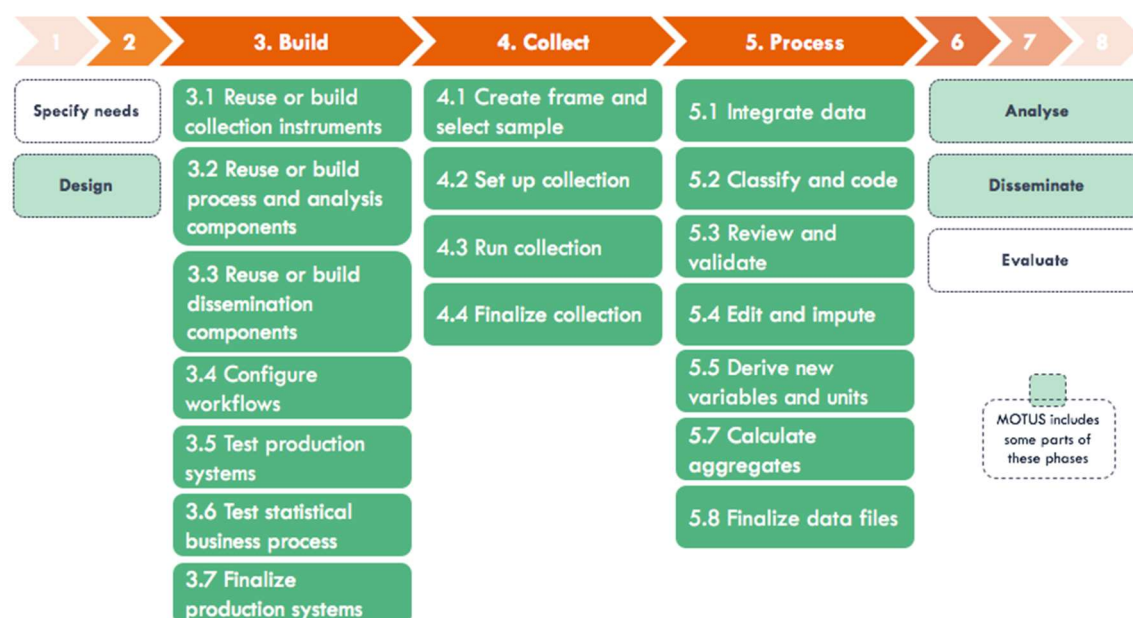 1
2
3. Build
4. Collect
5. Process
6
7
8
Specify needs
Design
3.1 Reuse or build
collection instruments
3.2 Reuse or build
process and analysis
components
3.3 Reuse or build
dissemination
components
3.4 Configure
workflows
3.5 Test production
systems
3.6 Test statistical
business process
3.7 Finalize
production systems
4.1 Create frame and
select sample
4.2 Set up collection
4.3 Run collection
4.4 Finalize collection
5.1 Integrate data
5.2 Classify and code
5.3 Review and
validate
5.4 Edit and impute
5.5 Derive new
variables and units
5.7 Calculate
aggregates
5.8 Finalize data files
Analyse
Disseminate
Evaluate
MOTUS includes
some parts of
these phases